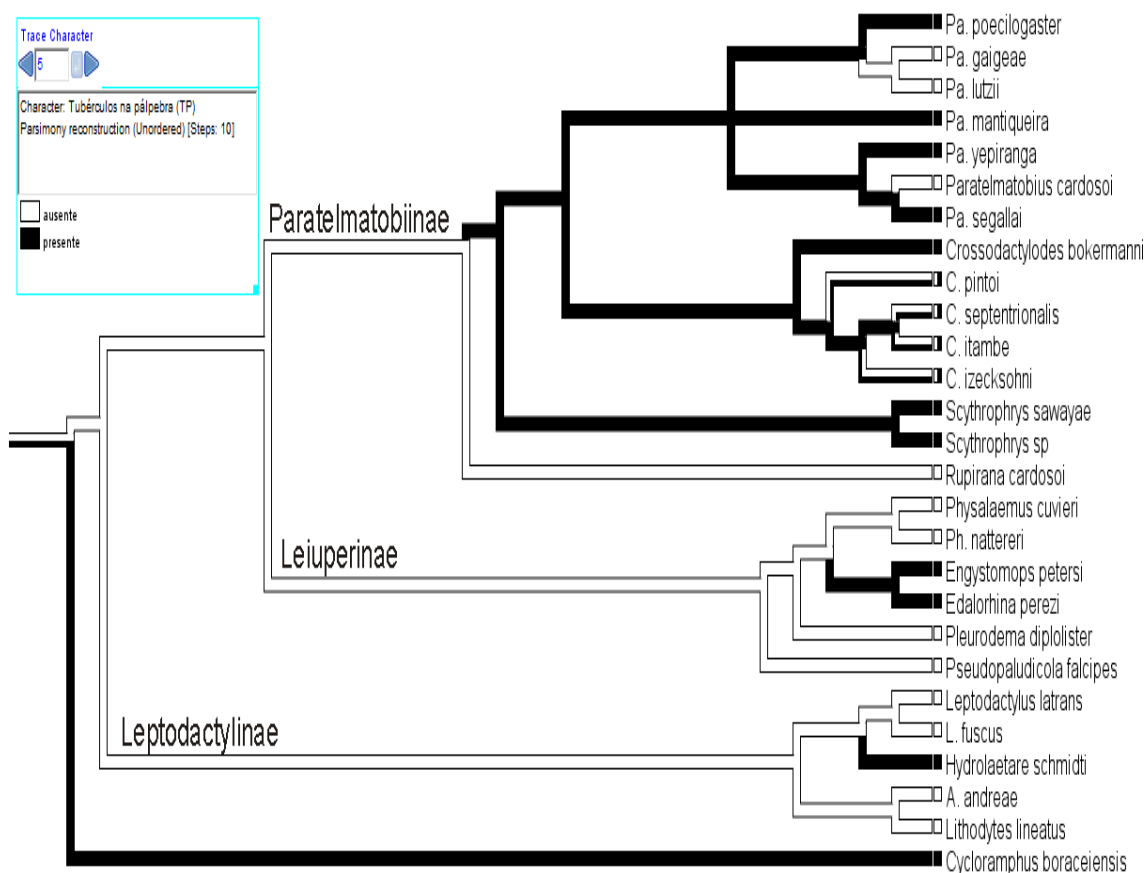 Trace Character
5
Character: Tubérculos na pálpebra (TP)
Parsimony reconstruction (Unordered) [Steps: 10]
ausente
presente
Paratelmatobiinae
Leiuperinae
Leptodactylinae
Pa. poecilogaster
Pa. gaigeae
Pa. lutzii
Pa. mantiqueira
Pa. yepiranga
Paratelmatobius cardosoi
Pa. segallai
Crossodactylodes bokermanni
C. pintoi
C. septentrionalis
C. itambe
C. izecksohni
Scythrophrys sawayae
Scythrophrys sp
Rupirana cardosoi
Physalaemus cuvieri
Ph. nattereri
Engystomops petersi
Edalorhina perezi
Pleurodema diplolister
Pseudopaludicola falcipes
Leptodactylus latrans
L. fuscus
Hydrolaetare schmidti
A. andreae
Lithodytes lineatus
Cycloramphus boraceiensis